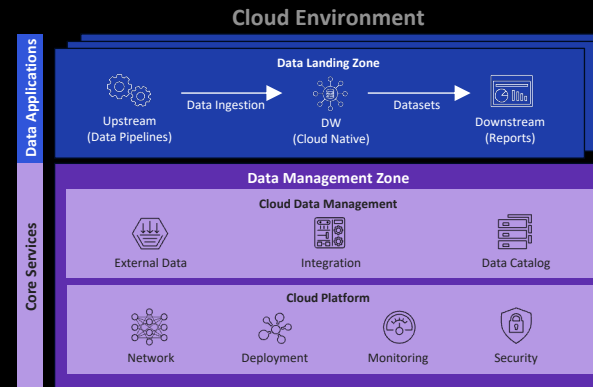 Cloud Environment
Data Applications
Data Landing Zone
Upstream
(Data Pipelines)
Data Ingestion
DW
(Cloud Native)
Datasets
Downstream
(Reports)
Core Services
Data Management Zone
Cloud Data Management
External Data
Integration
Data Catalog
Cloud Platform
Network
Deployment
Monitoring
Security